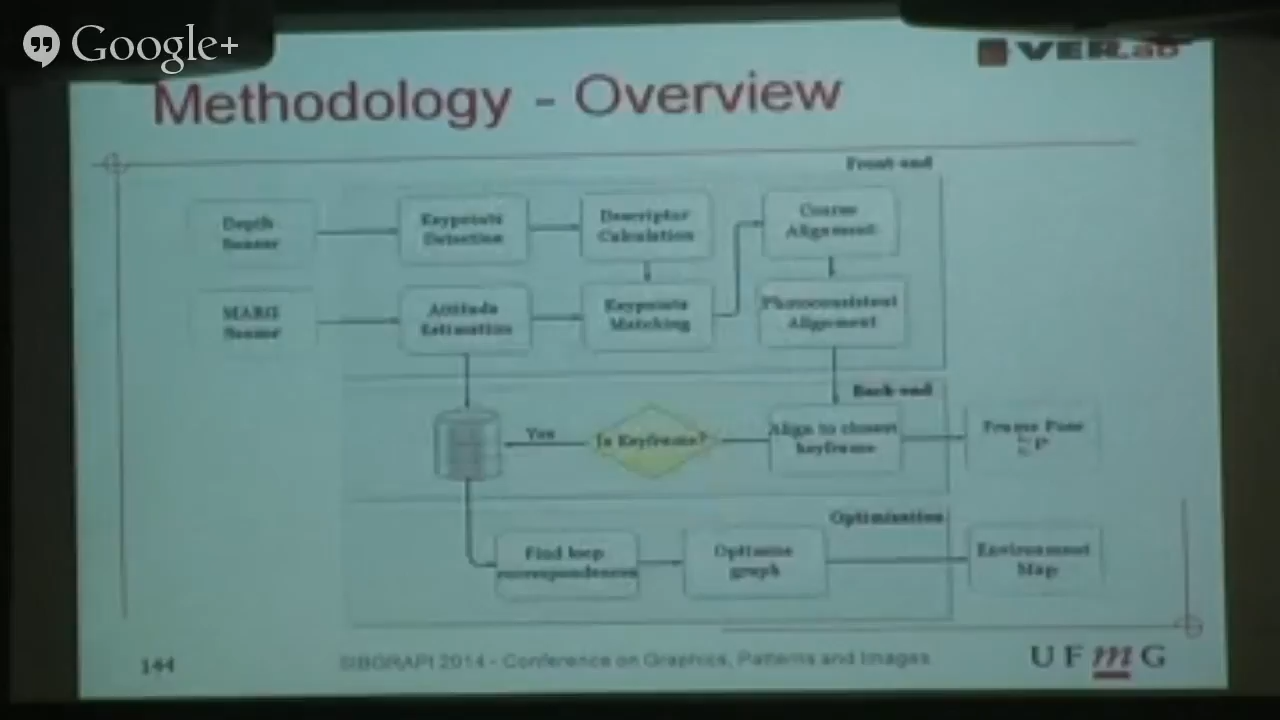 Google+
VERLab
Methodology - Overview
Front-end
Depth
Sensor
Keypoints
Detection
Descriptor
Calculation
Coarse
Alignment
MARG
Sensor
Attitude
Estimation
Keypoints
Matching
Photoconsistent
Alignment
Back-end
Yes
Is Keyframe?
Align to closest
keyframe
Frame Pose
Optimization
Find loop
correspondences
Optimize
graph
Environment
Map
144
SIBGRAPI 2014 - Conference on Graphics, Patterns and Images
UFmG